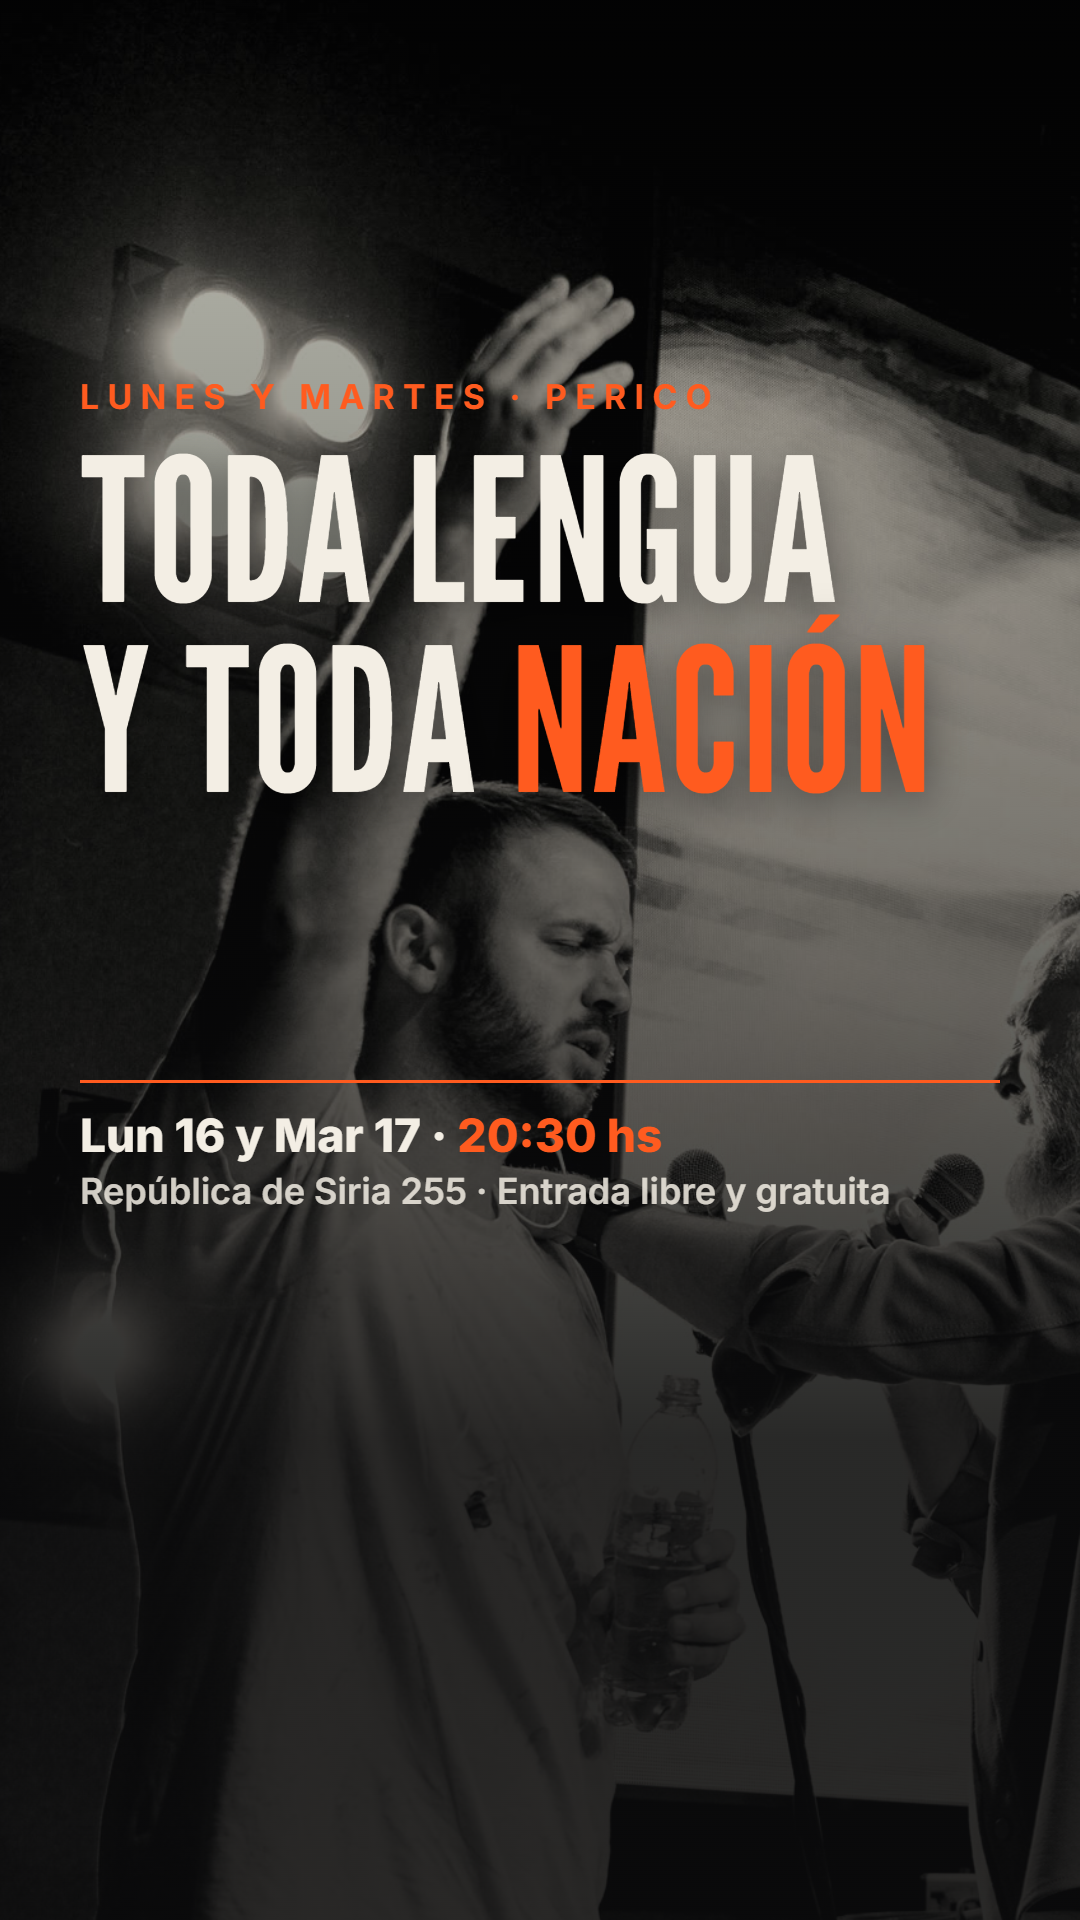 LUNES Y MARTES · PERICO
TODA LENGUA
Y TODA NACIÓN
Lun 16 y Mar 17 · 20:30 hs
República de Siria 255 · Entrada libre y gratuita